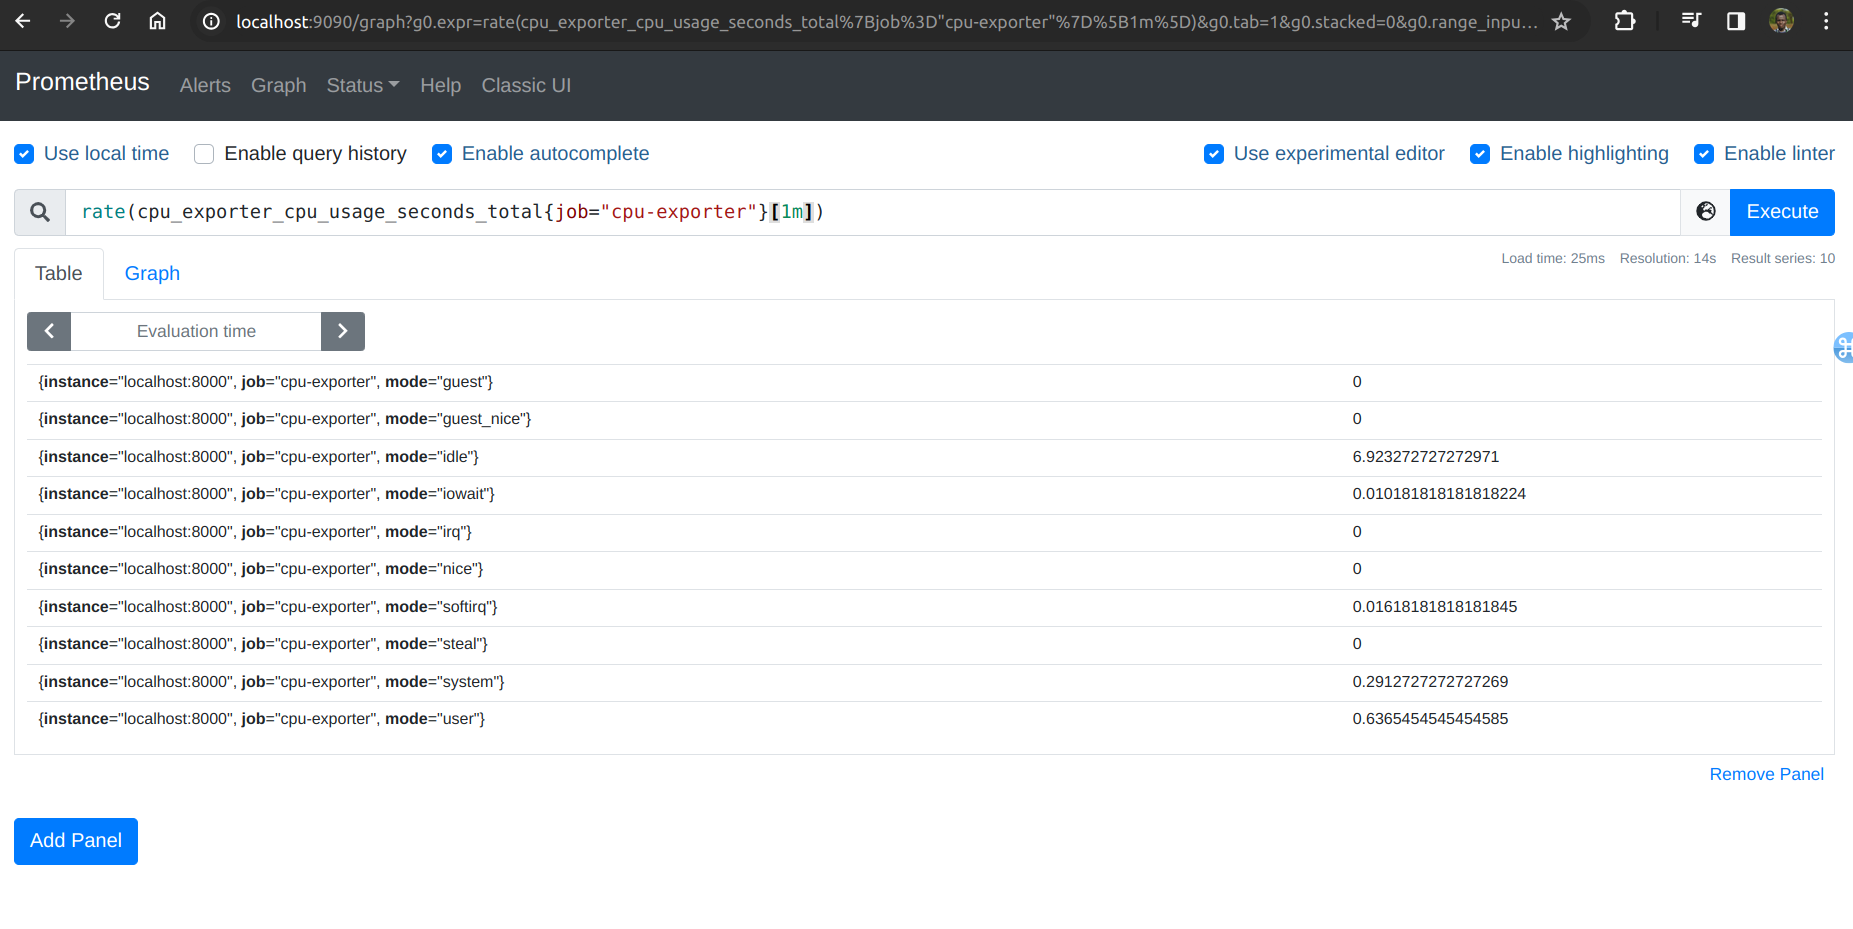 localhost:9090/graph?g0.expr=rate(cpu_exporter_cpu_usage_seconds_total%7Bjob%3D"cpu-exporter"%7D%5B1m%5D)&g0.tab=1&g0.stacked=0&g0.range_inpu...
Prometheus Alerts Graph Status Help Classic UI
Use local time Enable query history Enable autocomplete Use experimental editor Enable highlighting Enable linter
rate(cpu_exporter_cpu_usage_seconds_total{job="cpu-exporter"}[1m]) Execute
Table Graph Load time: 25ms Resolution: 14s Result series: 10
Evaluation time
{instance="localhost:8000", job="cpu-exporter", mode="guest"} 0
{instance="localhost:8000", job="cpu-exporter", mode="guest_nice"} 0
{instance="localhost:8000", job="cpu-exporter", mode="idle"} 6.923272727272971
{instance="localhost:8000", job="cpu-exporter", mode="iowait"} 0.010181818181818224
{instance="localhost:8000", job="cpu-exporter", mode="irq"} 0
{instance="localhost:8000", job="cpu-exporter", mode="nice"} 0
{instance="localhost:8000", job="cpu-exporter", mode="softirq"} 0.01618181818181845
{instance="localhost:8000", job="cpu-exporter", mode="steal"} 0
{instance="localhost:8000", job="cpu-exporter", mode="system"} 0.2912727272727269
{instance="localhost:8000", job="cpu-exporter", mode="user"} 0.6365454545454585
Remove Panel
Add Panel